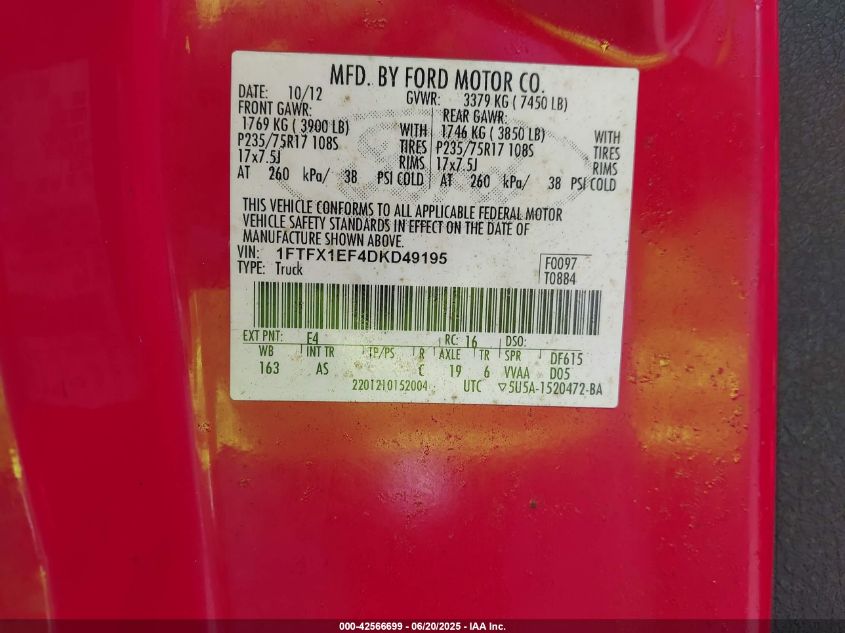 MFD. BY FORD MOTOR CO.
DATE: 10/12 GVWR: 3379 KG ( 7450 LB)
FRONT GAWR: REAR GAWR:
1769 KG ( 3900 LB) WITH 1746 KG ( 3850 LB) WITH
P235/75R17 108S TIRES P235/75R17 108S TIRES
17x7.5J RIMS 17x7.5J RIMS
AT 260 kPa/ 38 PSI COLD AT 260 kPa/ 38 PSI COLD
THIS VEHICLE CONFORMS TO ALL APPLICABLE FEDERAL MOTOR
VEHICLE SAFETY STANDARDS IN EFFECT ON THE DATE OF
MANUFACTURE SHOWN ABOVE.
VIN: 1FTFX1EF4DKD49195
TYPE: Truck
F0097
T0884
EXT PNT: E4 RC: 16 DSO:
WB INT TR TP/PS R AXLE TR SPR DF615
163 AS C 19 6 VVAA D05
2201210152004 UTC ▽5U5A-1520472-BA
000-42566699 - 06/20/2025 - IAA Inc.